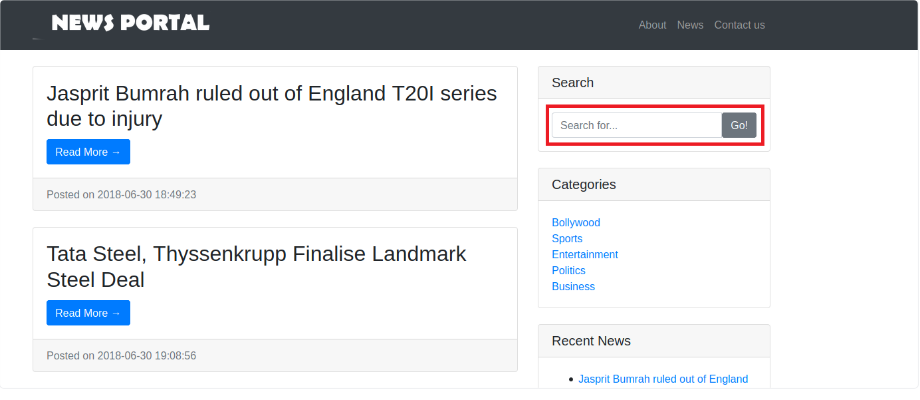 NEWS PORTAL
About News Contact us
Jasprit Bumrah ruled out of England T20I series
due to injury
Read More →
Posted on 2018-06-30 18:49:23
Tata Steel, Thyssenkrupp Finalise Landmark
Steel Deal
Read More →
Posted on 2018-06-30 19:08:56
Search
Search for... Go!
Categories
Bollywood
Sports
Entertainment
Politics
Business
Recent News
Jasprit Bumrah ruled out of England